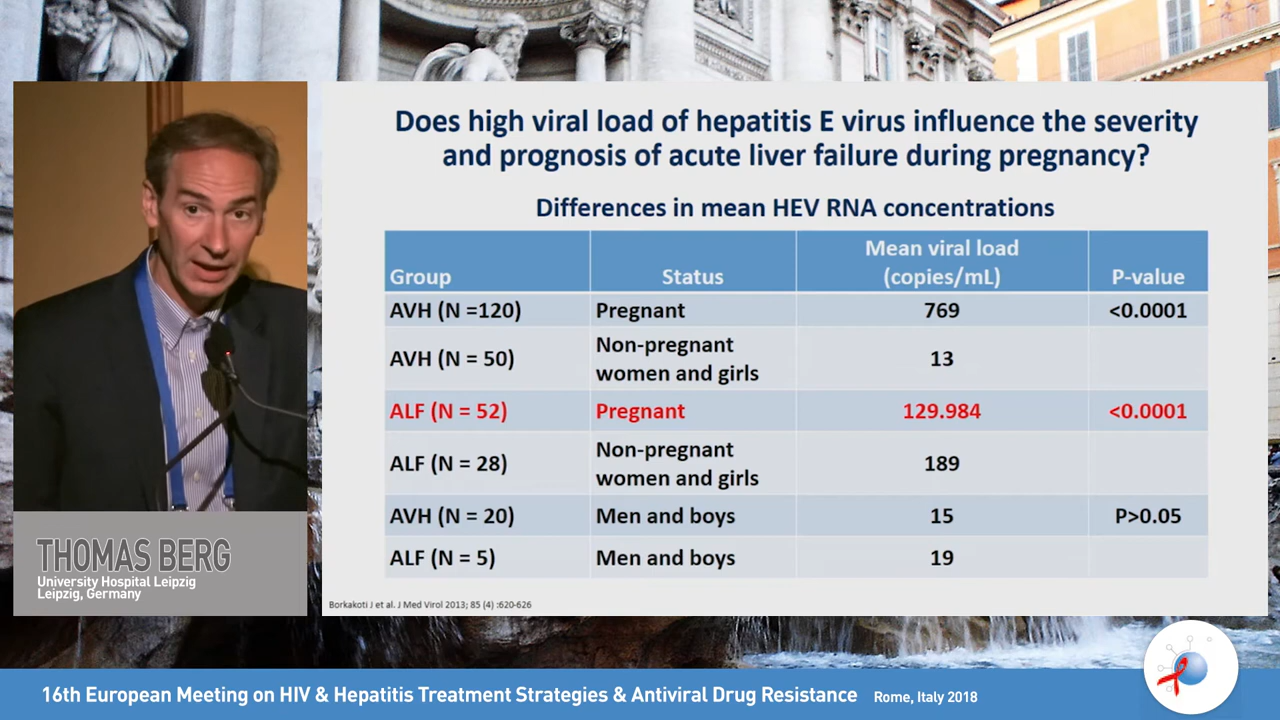 Does high viral load of hepatitis E virus influence the severity
and prognosis of acute liver failure during pregnancy?
Differences in mean HEV RNA concentrations
Group Status Mean viral load (copies/mL) P-value
AVH (N =120) Pregnant 769 <0.0001
AVH (N = 50) Non-pregnant women and girls 13
ALF (N = 52) Pregnant 129.984 <0.0001
ALF (N = 28) Non-pregnant women and girls 189
AVH (N = 20) Men and boys 15 P>0.05
ALF (N = 5) Men and boys 19
Borkakoti J et al. J Med Virol 2013; 85 (4) :620-626
THOMAS BERG
University Hospital Leipzig
Leipzig, Germany
16th European Meeting on HIV & Hepatitis Treatment Strategies & Antiviral Drug Resistance Rome, Italy 2018